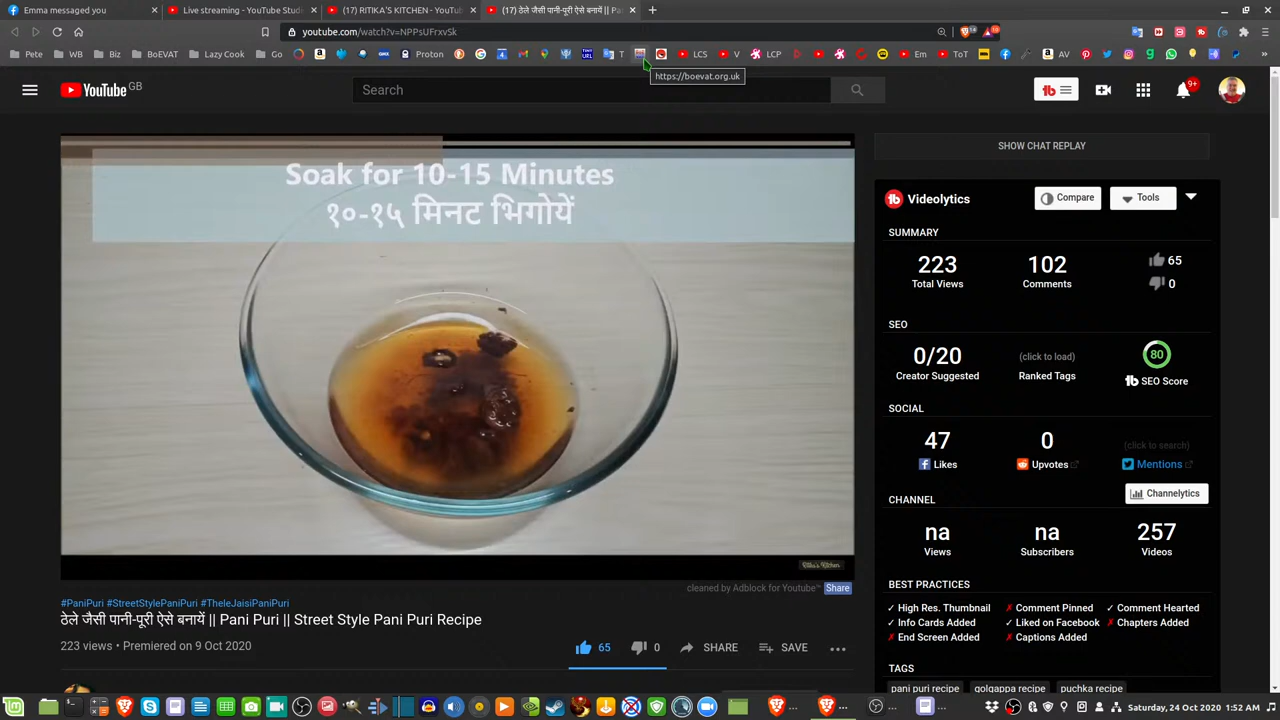 Emma messaged you
Live streaming - YouTube Studi
(17) RITIKA'S KITCHEN - YouTub
(17) ठेले जैसी पानी-पूरी ऐसे बनायें || Pa
youtube.com/watch?v=NPPsUFrxvSk
Pete WB Biz BoEVAT Lazy Cook Go Proton T LCS V LCP Em ToT AV
https://boevat.org.uk
YouTube GB
Search
9+
Soak for 10-15 Minutes
१०-१५ मिनट भिगोयें
Ritika's Kitchen
cleaned by Adblock for Youtube™ Share
#PaniPuri #StreetStylePaniPuri #TheleJaisiPaniPuri
ठेले जैसी पानी-पूरी ऐसे बनायें || Pani Puri || Street Style Pani Puri Recipe
223 views • Premiered on 9 Oct 2020
65 0 SHARE SAVE
SHOW CHAT REPLAY
Videolytics Compare Tools
SUMMARY
223 102 65
Total Views Comments 0
SEO
0/20 (click to load) 80
Creator Suggested Ranked Tags SEO Score
SOCIAL
47 0 (click to search)
Likes Upvotes Mentions
CHANNEL Channelytics
na na 257
Views Subscribers Videos
BEST PRACTICES
✓ High Res. Thumbnail ✗ Comment Pinned ✓ Comment Hearted
✓ Info Cards Added ✓ Liked on Facebook ✗ Chapters Added
✗ End Screen Added ✗ Captions Added
TAGS
pani puri recipe golgappa recipe puchka recipe
Saturday, 24 Oct 2020 1:52 AM